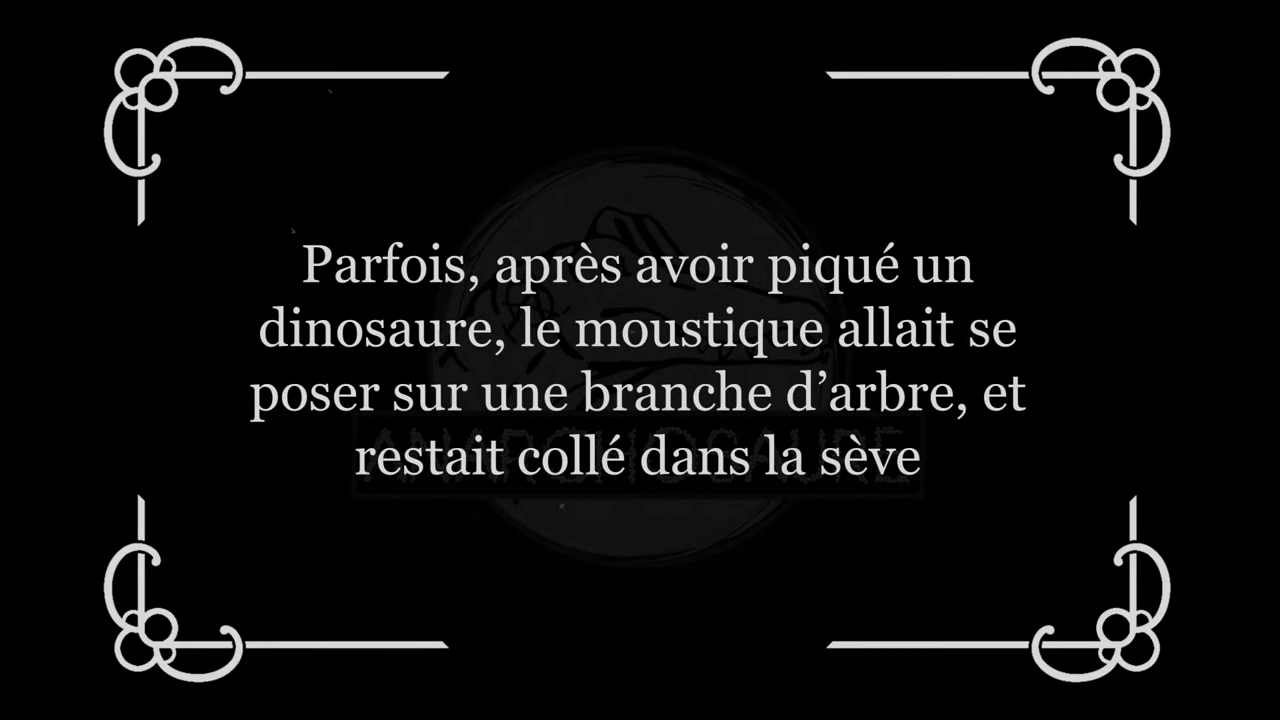 Parfois, après avoir piqué un
dinosaure, le moustique allait se
poser sur une branche d’arbre, et
restait collé dans la sève
ANARCHOSAURE